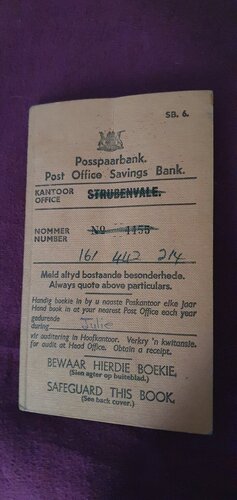 SB. 6.
Posspaarbank.
Post Office Savings Bank.
KANTOOR
OFFICE STRUBENVALE.
NOMMER
NUMBER No 4455
161 442 214
Meld altyd bostaande besonderhede.
Always quote above particulars.
Handig boekie in by u naaste Poskantoor elke Jaar
Hand book in at your nearest Post Office each year
gedurende
during Julie
vir auditering in Hoofkantoor. Verkry 'n kwitansie.
for audit at Head Office. Obtain a receipt.
BEWAAR HIERDIE BOEKIE,
(Sien agter op buiteblad.)
SAFEGUARD THIS BOOK.
(See back cover.)